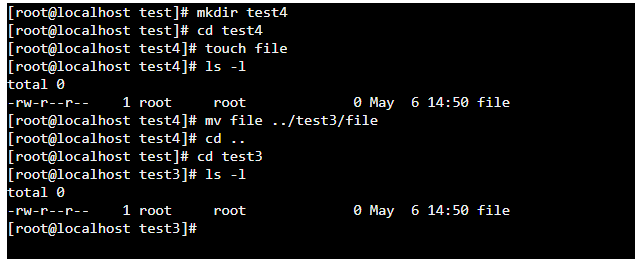 [root@localhost test]# mkdir test4
[root@localhost test]# cd test4
[root@localhost test4]# touch file
[root@localhost test4]# ls -l
total 0
-rw-r--r--    1 root     root             0 May  6 14:50 file
[root@localhost test4]# mv file ../test3/file
[root@localhost test4]# cd ..
[root@localhost test]# cd test3
[root@localhost test3]# ls -l
total 0
-rw-r--r--    1 root     root             0 May  6 14:50 file
[root@localhost test3]#